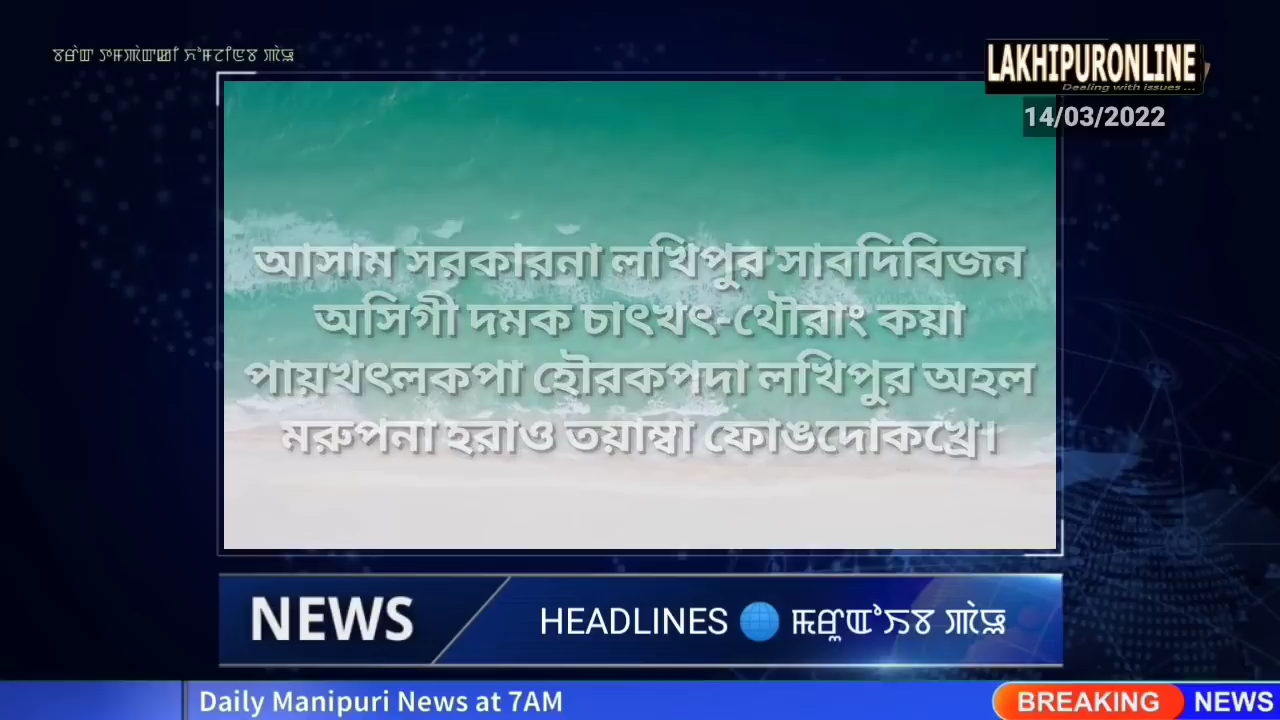 LAKHIPURONLINE
Dealing with issues ...
14/03/2022
আসাম সরকারনা লখিপুর সাবদিবিজন
অসিগী দমক চাৎখৎ-থৌরাং কয়া
পায়খৎলকপা হৌরকপদা লখিপুর অহল
মরুপনা হরাও তয়াম্বা ফোঙদোকখ্রে।
NEWS
HEADLINES
Daily Manipuri News at 7AM
BREAKING NEWS